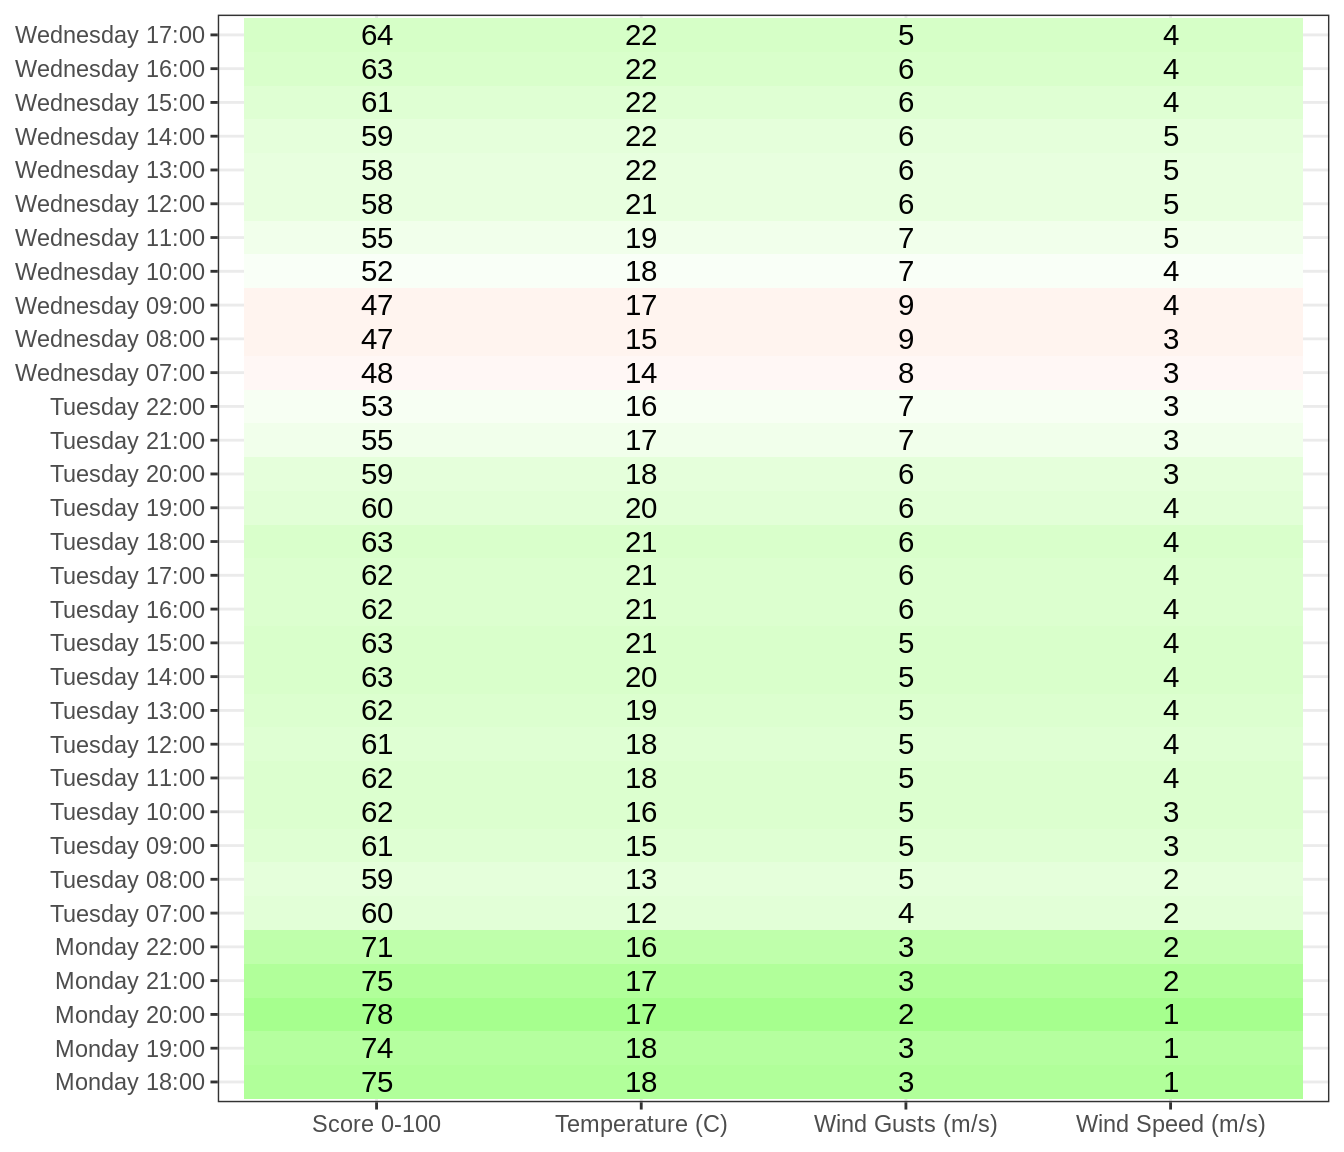 Wednesday 17:00 64 22 5 4
Wednesday 16:00 63 22 6 4
Wednesday 15:00 61 22 6 4
Wednesday 14:00 59 22 6 5
Wednesday 13:00 58 22 6 5
Wednesday 12:00 58 21 6 5
Wednesday 11:00 55 19 7 5
Wednesday 10:00 52 18 7 4
Wednesday 09:00 47 17 9 4
Wednesday 08:00 47 15 9 3
Wednesday 07:00 48 14 8 3
Tuesday 22:00 53 16 7 3
Tuesday 21:00 55 17 7 3
Tuesday 20:00 59 18 6 3
Tuesday 19:00 60 20 6 4
Tuesday 18:00 63 21 6 4
Tuesday 17:00 62 21 6 4
Tuesday 16:00 62 21 6 4
Tuesday 15:00 63 21 5 4
Tuesday 14:00 63 20 5 4
Tuesday 13:00 62 19 5 4
Tuesday 12:00 61 18 5 4
Tuesday 11:00 62 18 5 4
Tuesday 10:00 62 16 5 3
Tuesday 09:00 61 15 5 3
Tuesday 08:00 59 13 5 2
Tuesday 07:00 60 12 4 2
Monday 22:00 71 16 3 2
Monday 21:00 75 17 3 2
Monday 20:00 78 17 2 1
Monday 19:00 74 18 3 1
Monday 18:00 75 18 3 1
Score 0-100 Temperature (C) Wind Gusts (m/s) Wind Speed (m/s)